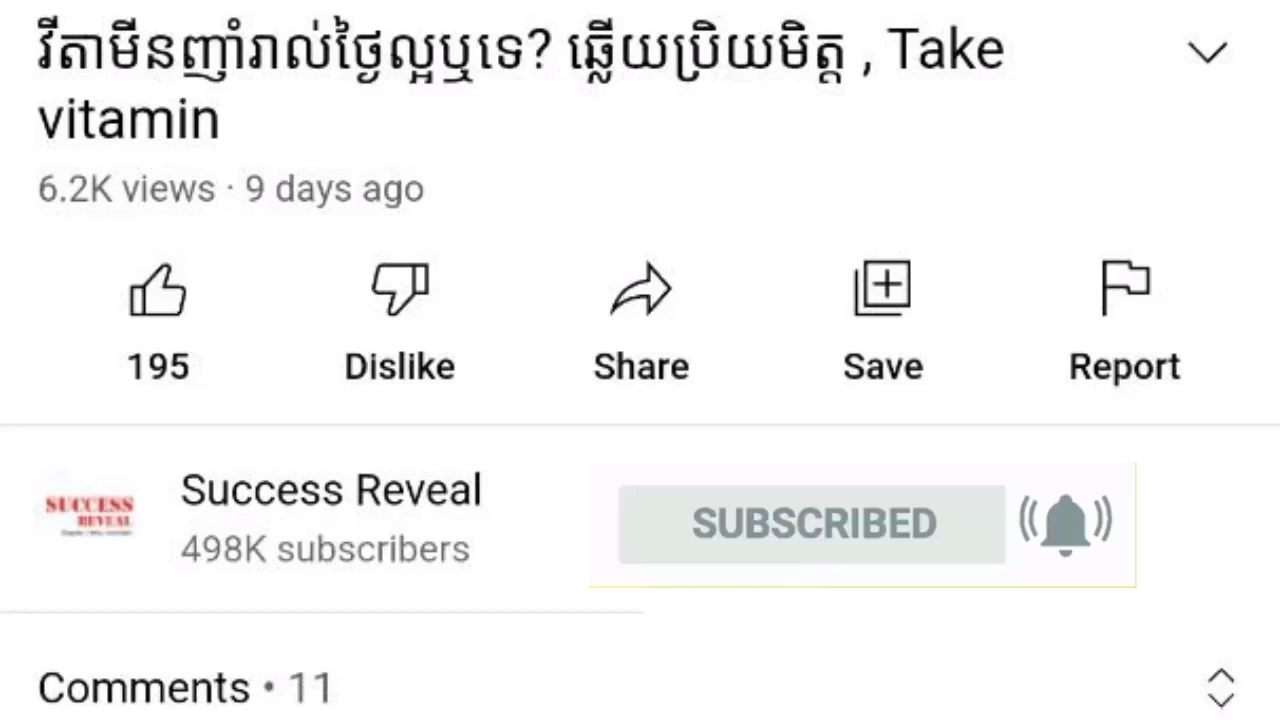 វីតាមីនញ៉ាំរាល់ថ្ងៃល្អឬទេ? ឆ្លើយប្រិយមិត្ត , Take
vitamin
6.2K views · 9 days ago
195 Dislike Share Save Report
SUCCESS
REVEAL
Success Reveal
498K subscribers
SUBSCRIBED
Comments • 11